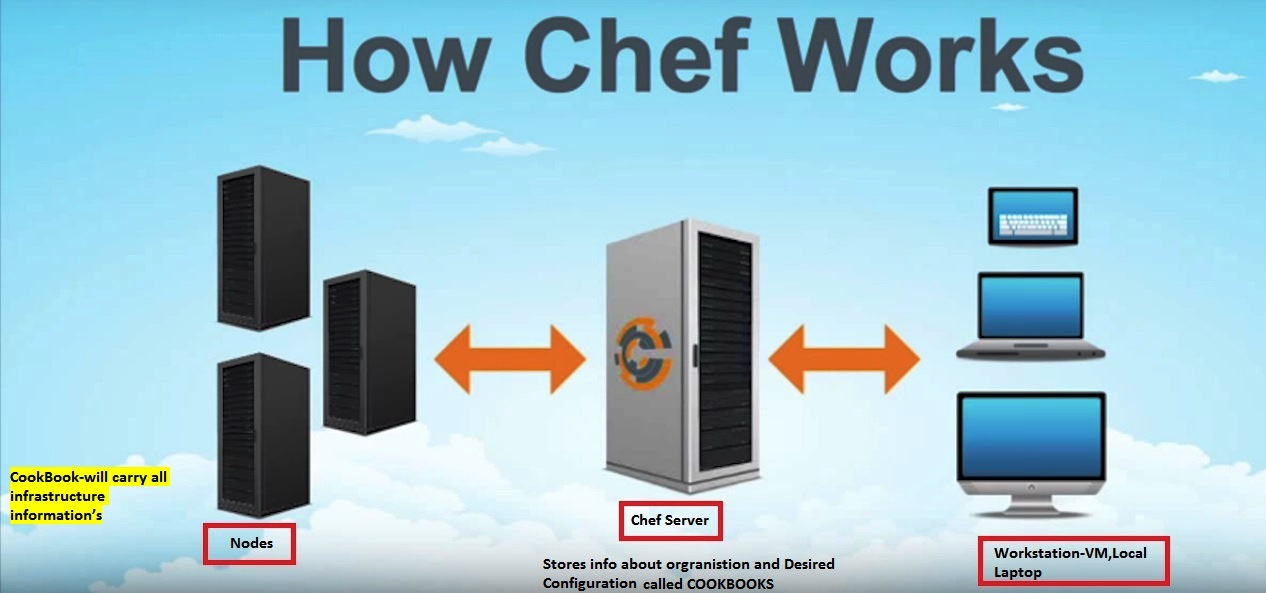 How Chef Works
CookBook-will carry all
infrastructure
information’s
Nodes
Chef Server
Stores info about orgranistion and Desired
Configuration called COOKBOOKS
Workstation-VM,Local
Laptop